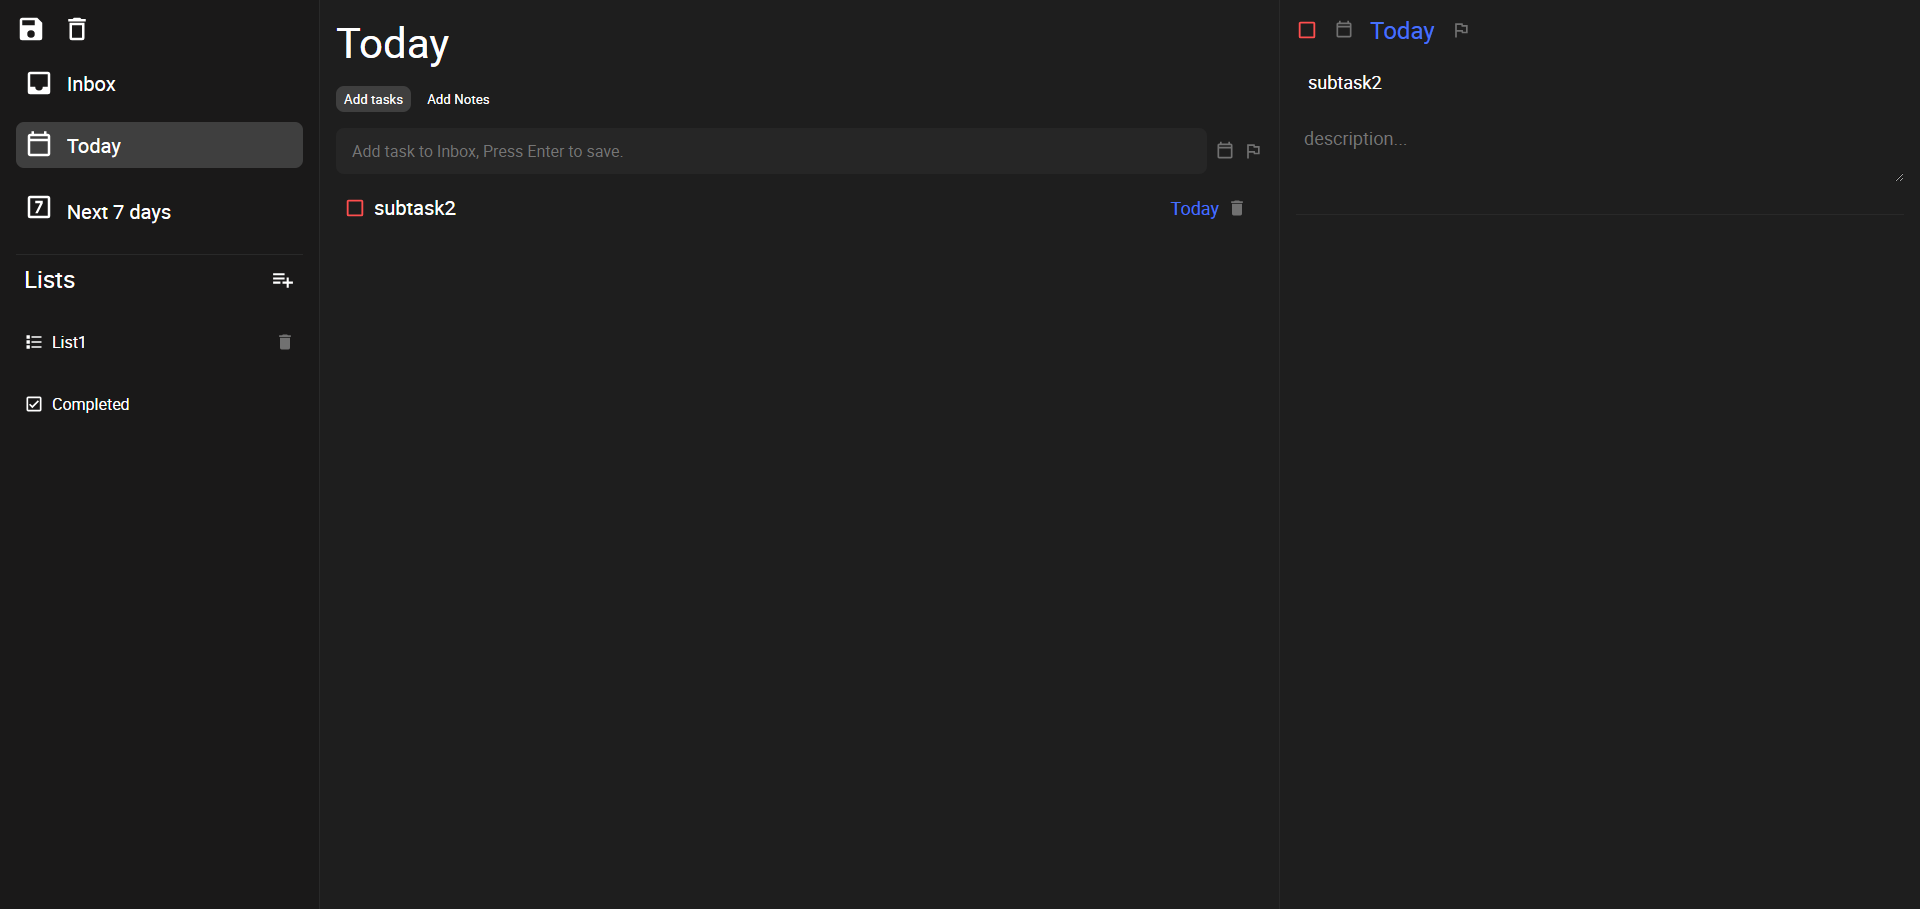 Inbox
Today
7 Next 7 days
Lists
List1
Completed
Today
Add tasks Add Notes
Add task to Inbox, Press Enter to save.
subtask2 Today
Today
subtask2
description...